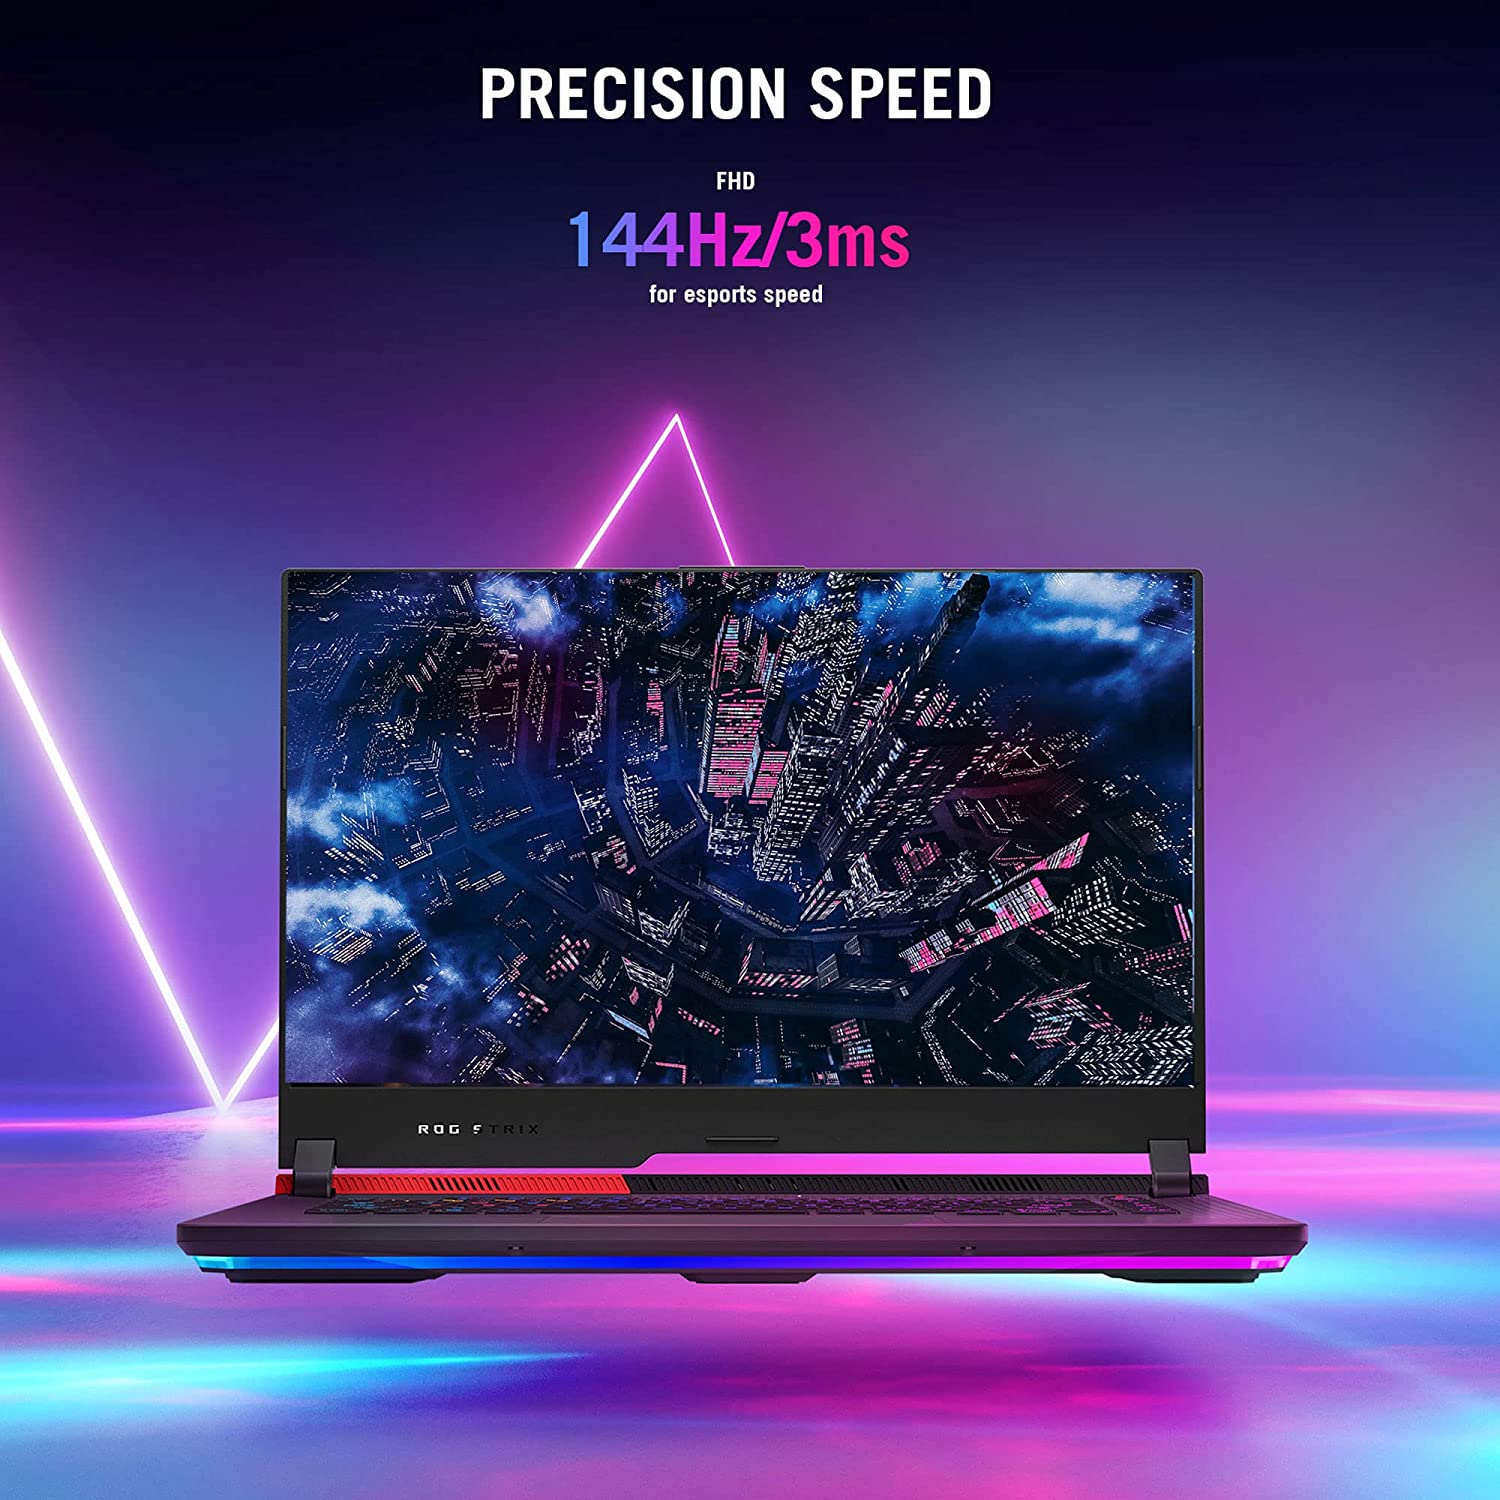 PRECISION SPEED
FHD
144Hz/3ms
for esports speed
ROG STRIX